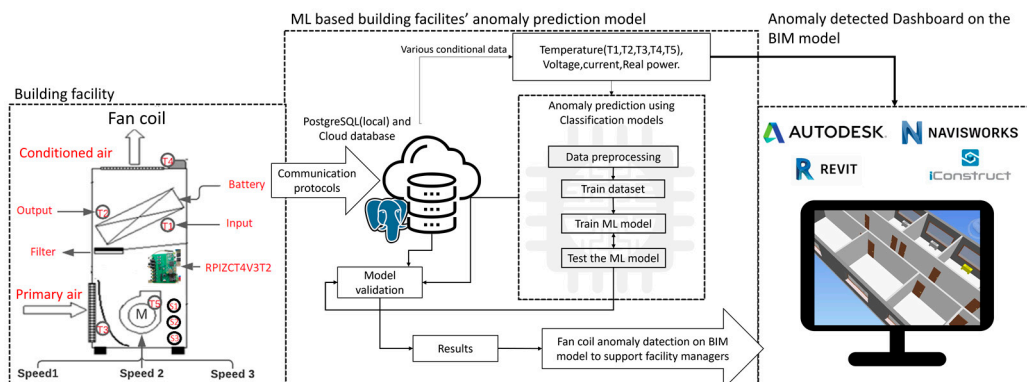 ML based building facilites' anomaly prediction model
Anomaly detected Dashboard on the
BIM model
Building facility
Fan coil
Conditioned air
T4
Battery
Output
T2
T1
Input
Filter
RPIZCT4V3T2
Primary air
T5
M
T3
S1
S2
S3
Speed1
Speed 2
Speed 3
Communication
protocols
PostgreSQL(local) and
Cloud database
Various conditional data
Temperature(T1,T2,T3,T4,T5),
Voltage,current,Real power.
Anomaly prediction using
Classification models
Data preprocessing
Train dataset
Train ML model
Test the ML model
Model
validation
Results
Fan coil anomaly datection on BIM
model to support facility managers
AUTODESK.
NAVISWORKS
R REVIT
iConstruct